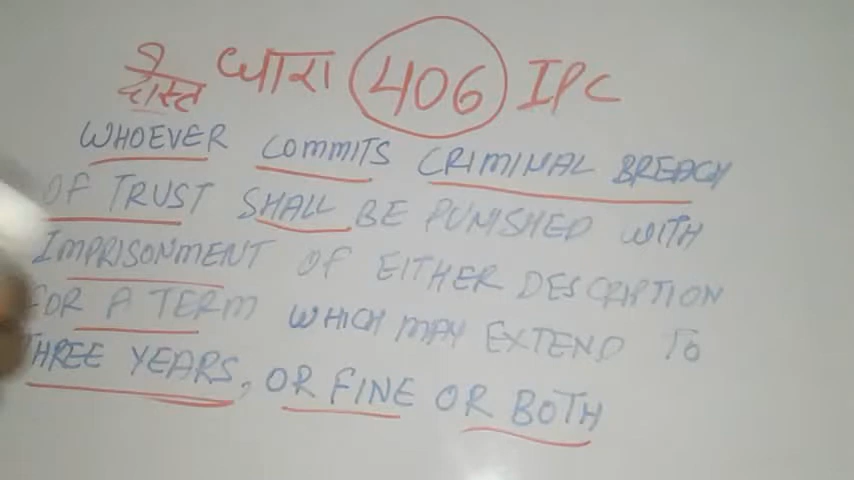 दोस्त धारा 406 IPC
WHOEVER COMMITS CRIMINAL BREACH
OF TRUST SHALL BE PUNISHED WITH
IMPRISONMENT OF EITHER DESCRIPTION
FOR A TERM WHICH MAY EXTEND TO
THREE YEARS, OR FINE OR BOTH